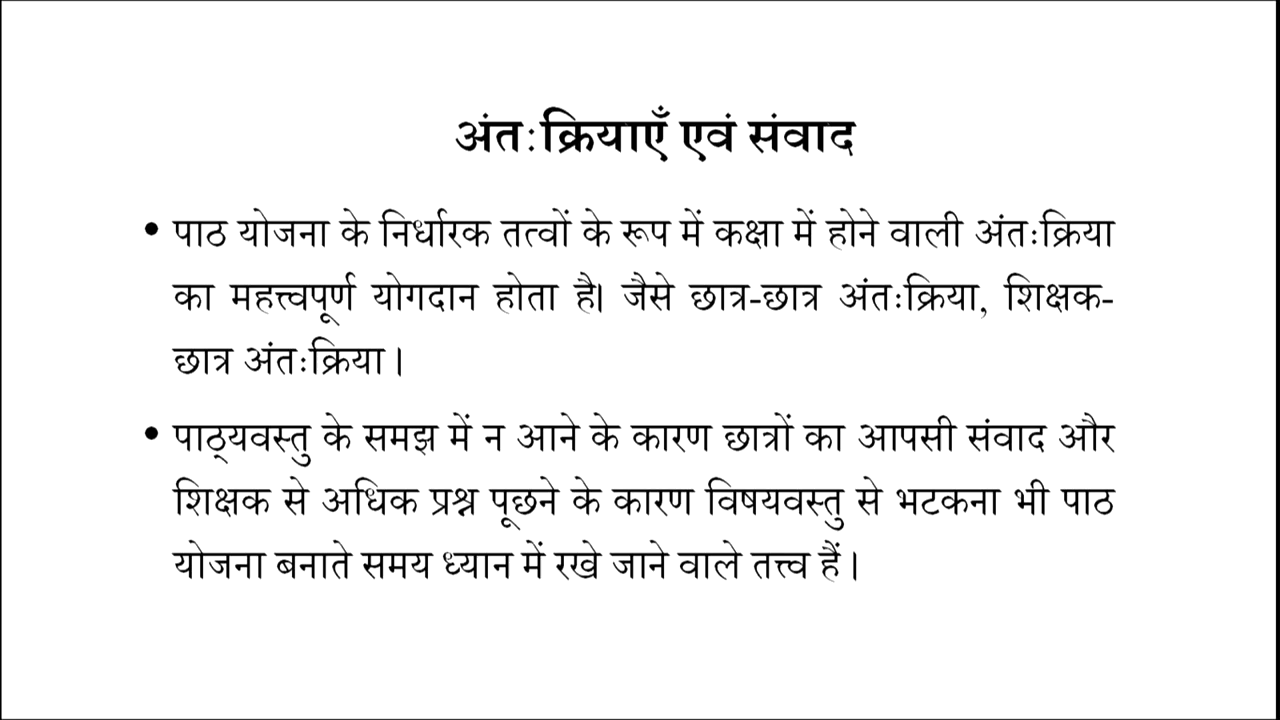 अंतःक्रियाएँ एवं संवाद
• पाठ योजना के निर्धारक तत्वों के रूप में कक्षा में होने वाली अंतःक्रिया
का महत्त्वपूर्ण योगदान होता है। जैसे छात्र-छात्र अंतःक्रिया, शिक्षक-
छात्र अंतःक्रिया ।
• पाठ्यवस्तु के समझ में न आने के कारण छात्रों का आपसी संवाद और
शिक्षक से अधिक प्रश्न पूछने के कारण विषयवस्तु से भटकना भी पाठ
योजना बनाते समय ध्यान में रखे जाने वाले तत्त्व हैं ।